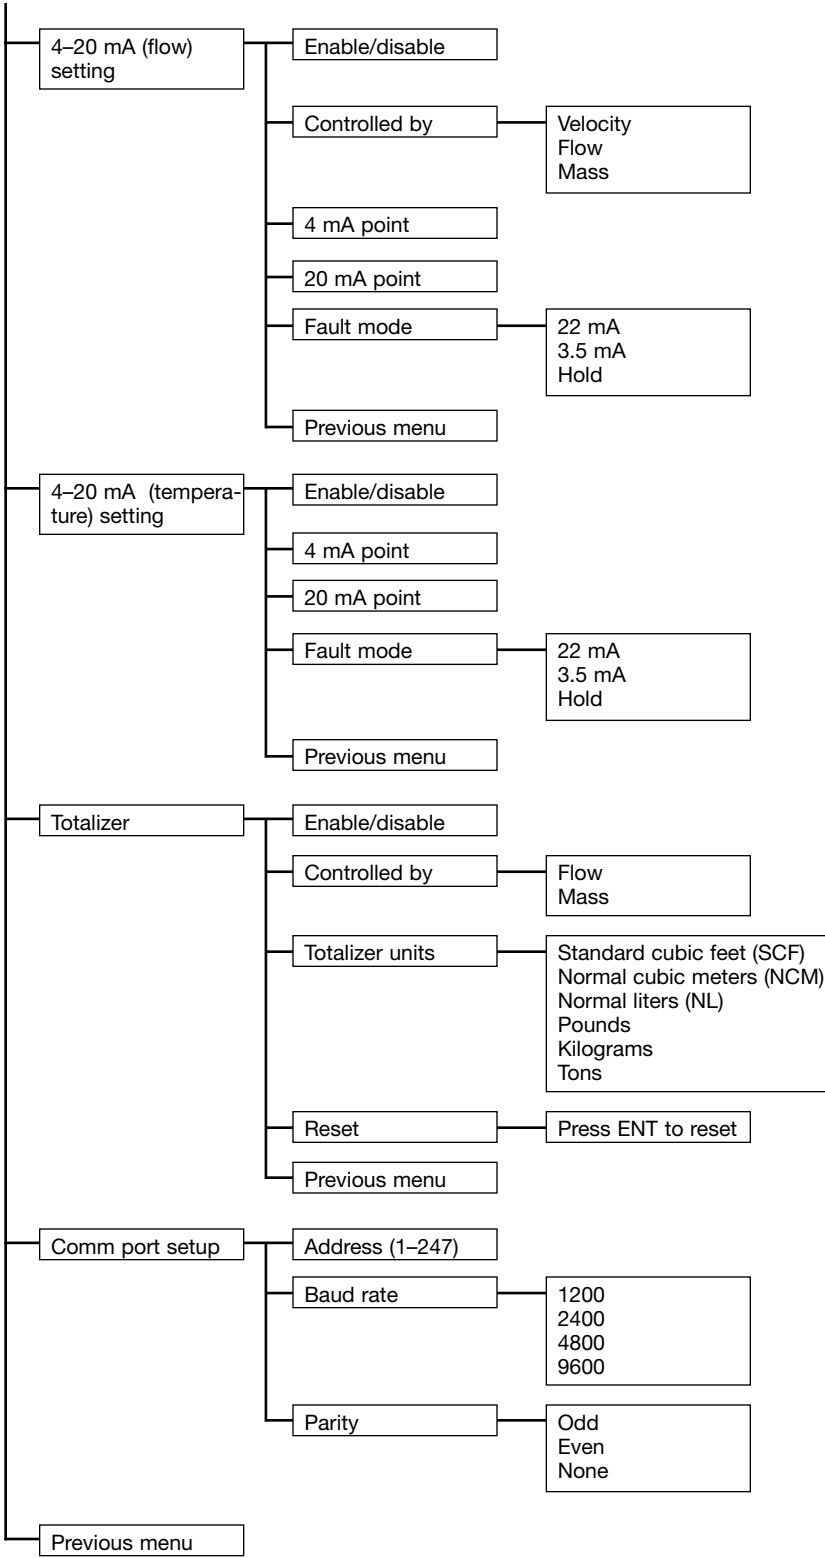 4–20 mA (flow)
setting
Enable/disable
Controlled by
Velocity
Flow
Mass
4 mA point
20 mA point
Fault mode
22 mA
3.5 mA
Hold
Previous menu
4–20 mA  (tempera-
ture) setting
Enable/disable
4 mA point
20 mA point
Fault mode
22 mA
3.5 mA
Hold
Previous menu
Totalizer
Enable/disable
Controlled by
Flow
Mass
Totalizer units
Standard cubic feet (SCF)
Normal cubic meters (NCM)
Normal liters (NL)
Pounds
Kilograms
Tons
Reset
Press ENT to reset
Previous menu
Comm port setup
Address (1–247)
Baud rate
1200
2400
4800
9600
Parity
Odd
Even
None
Previous menu